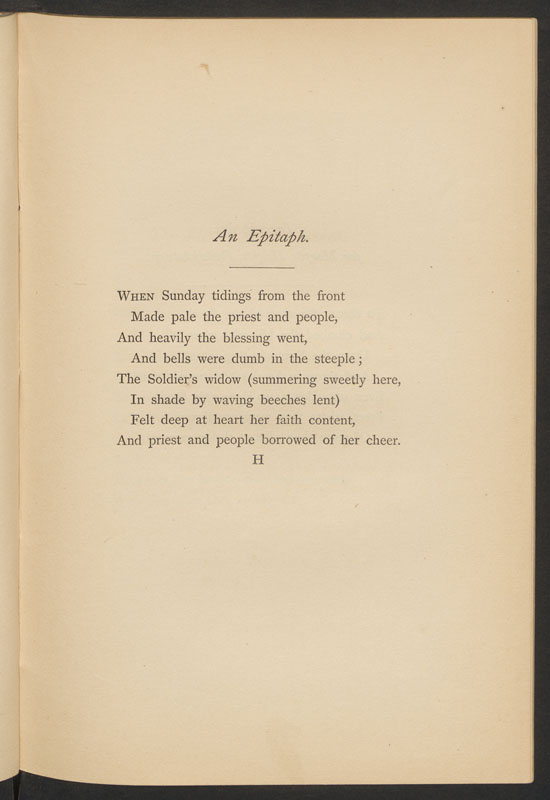 An Epitaph.
WHEN Sunday tidings from the front
Made pale the priest and people,
And heavily the blessing went,
And bells were dumb in the steeple;
The Soldier's widow (summering sweetly here,
In shade by waving beeches lent)
Felt deep at heart her faith content,
And priest and people borrowed of her cheer.
H